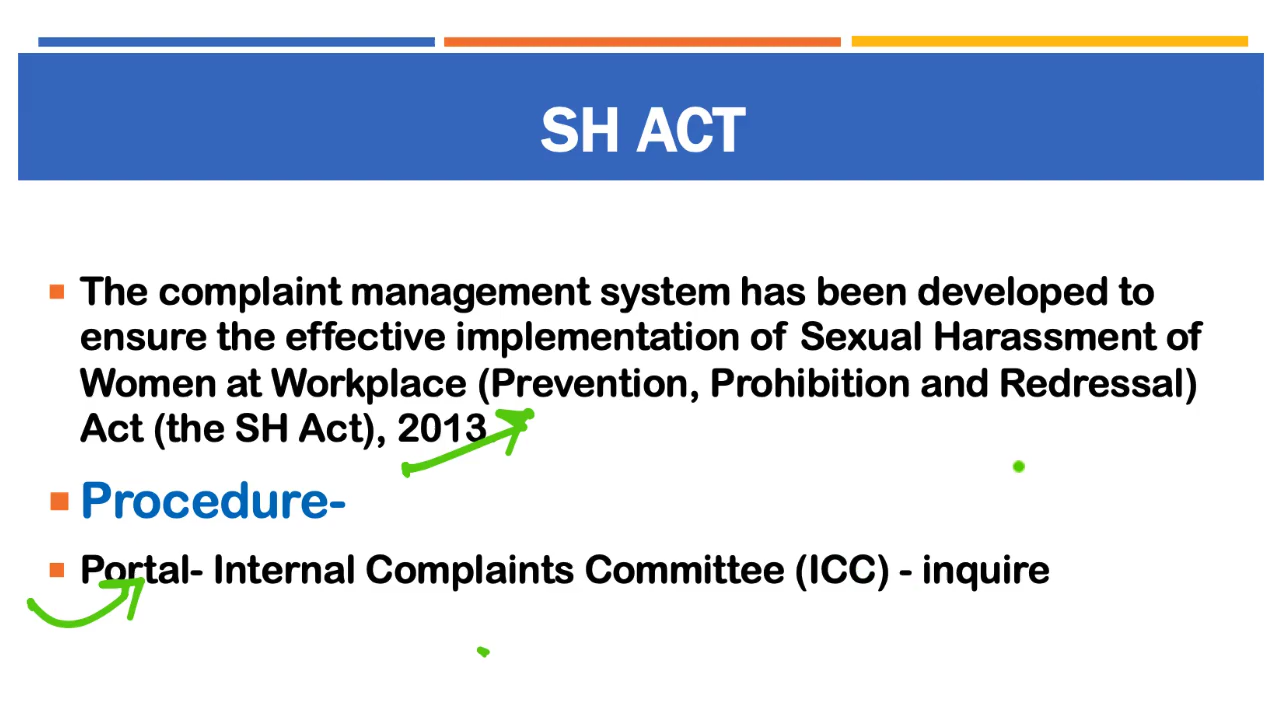 SH ACT
The complaint management system has been developed to
ensure the effective implementation of Sexual Harassment of
Women at Workplace (Prevention, Prohibition and Redressal)
Act (the SH Act), 2013
Procedure-
Portal- Internal Complaints Committee (ICC) - inquire